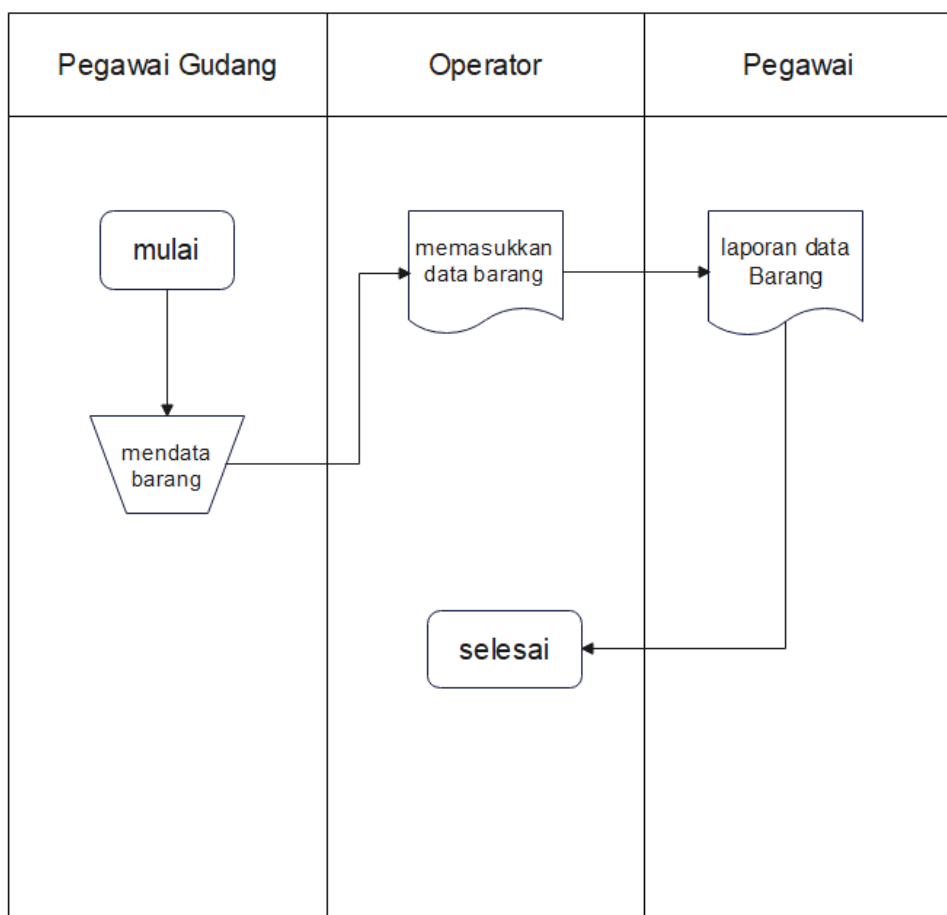 Pegawai Gudang
Operator
Pegawai
mulai
memasukkan
data barang
laporan data
Barang
mendata
barang
selesai